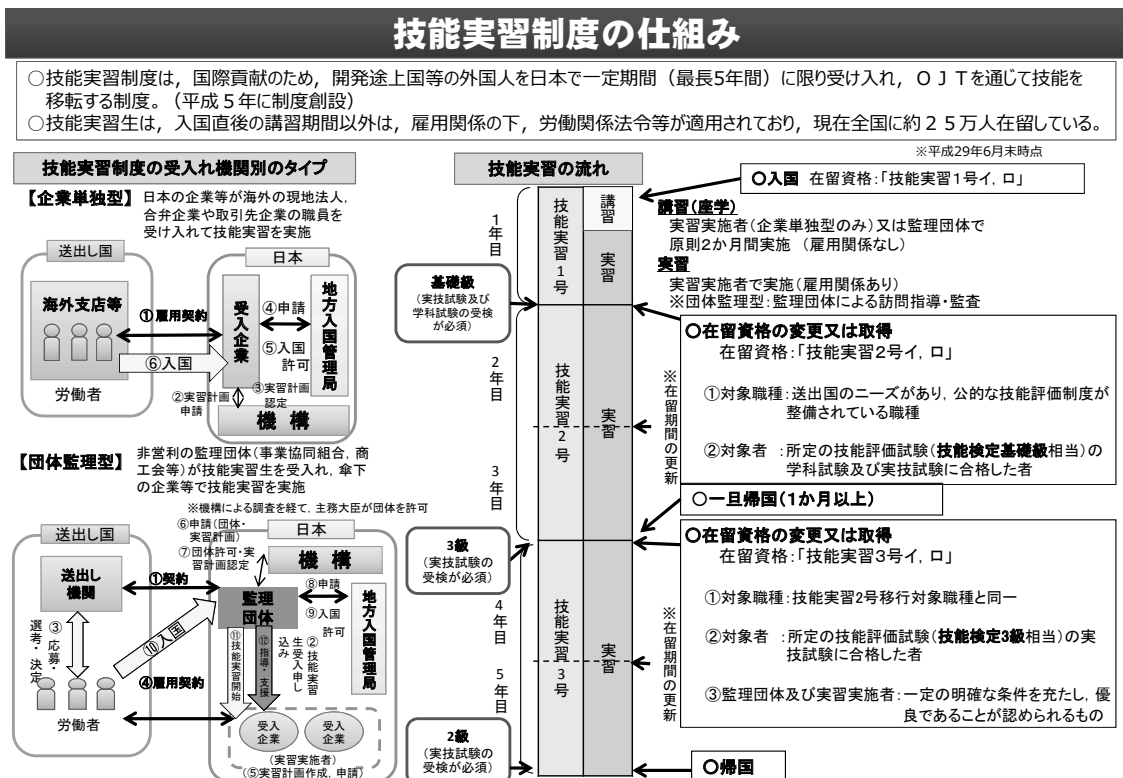 技能実習制度の仕組み
○技能実習制度は，国際貢献のため，開発途上国等の外国人を日本で一定期間（最長5年間）に限り受け入れ，ＯＪＴを通じて技能を
移転する制度。（平成５年に制度創設）
○技能実習生は，入国直後の講習期間以外は，雇用関係の下，労働関係法令等が適用されており，現在全国に約２５万人在留している。
※平成29年6月末時点
技能実習制度の受入れ機関別のタイプ
【企業単独型】
日本の企業等が海外の現地法人，
合弁企業や取引先企業の職員を
受け入れて技能実習を実施
送出し国
日本
海外支店等
労働者
①雇用契約
⑥入国
受入企業
④申請
⑤入国
許可
地方入国管理局
②実習計画
申請
③実習計画
認定
機構
【団体監理型】
非営利の監理団体（事業協同組合，商
工会等）が技能実習生を受入れ，傘下
の企業等で技能実習を実施
※機構による調査を経て，主務大臣が団体を許可
送出し国
日本
⑥申請（団体・
実習計画）
⑦団体許可・実
習計画認定
機構
送出し
機関
①契約
監理
団体
⑧申請
⑨入国
許可
地方入国管理局
③応募・
選考・決定
⑩入国
⑪技能実習開始
⑫指導・支援
②技能実習
生受入申し
込み
④雇用契約
労働者
受入
企業
受入
企業
（実習実施者）
（⑤実習計画作成，申請）
技能実習の流れ
1年目
2年目
3年目
4年目
5年目
技能実習1号
講習
実習
技能実習2号
実習
技能実習3号
実習
基礎級
（実技試験及び
学科試験の受検
が必須）
3級
（実技試験の
受検が必須）
2級
（実技試験の
受検が必須）
○入国 在留資格：「技能実習1号イ，ロ」
講習（座学）
実習実施者（企業単独型のみ）又は監理団体で
原則2か月間実施 （雇用関係なし）
実習
実習実施者で実施（雇用関係あり）
※団体監理型：監理団体による訪問指導・監査
○在留資格の変更又は取得
在留資格：「技能実習2号イ，ロ」
①対象職種：送出国のニーズがあり，公的な技能評価制度が
整備されている職種
②対象者 ：所定の技能評価試験（技能検定基礎級相当）の
学科試験及び実技試験に合格した者
※在留期間の更新
○一旦帰国（1か月以上）
○在留資格の変更又は取得
在留資格：「技能実習3号イ，ロ」
①対象職種：技能実習2号移行対象職種と同一
②対象者 ：所定の技能評価試験（技能検定3級相当）の実
技試験に合格した者
③監理団体及び実習実施者：一定の明確な条件を充たし，優
良であることが認められるもの
※在留期間の更新
○帰国